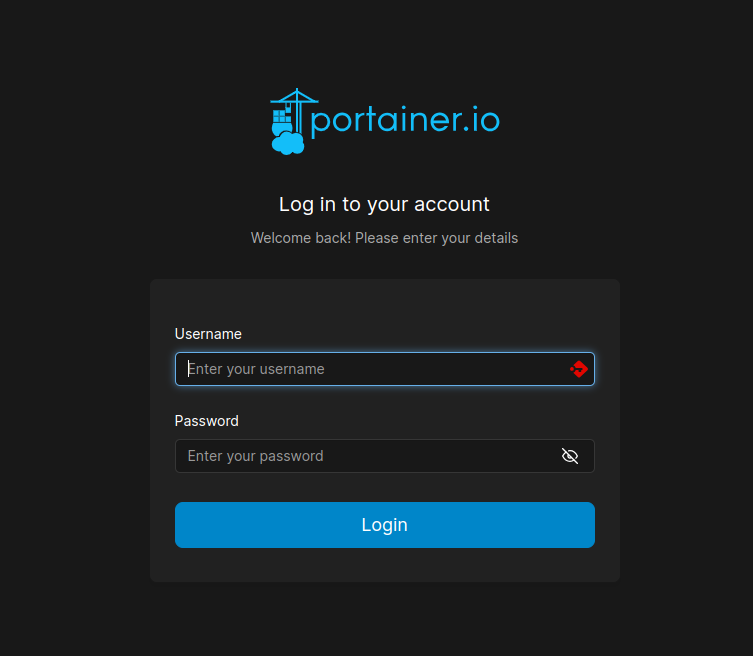 portainer.io
Log in to your account
Welcome back! Please enter your details
Username
Enter your username
Password
Enter your password
Login